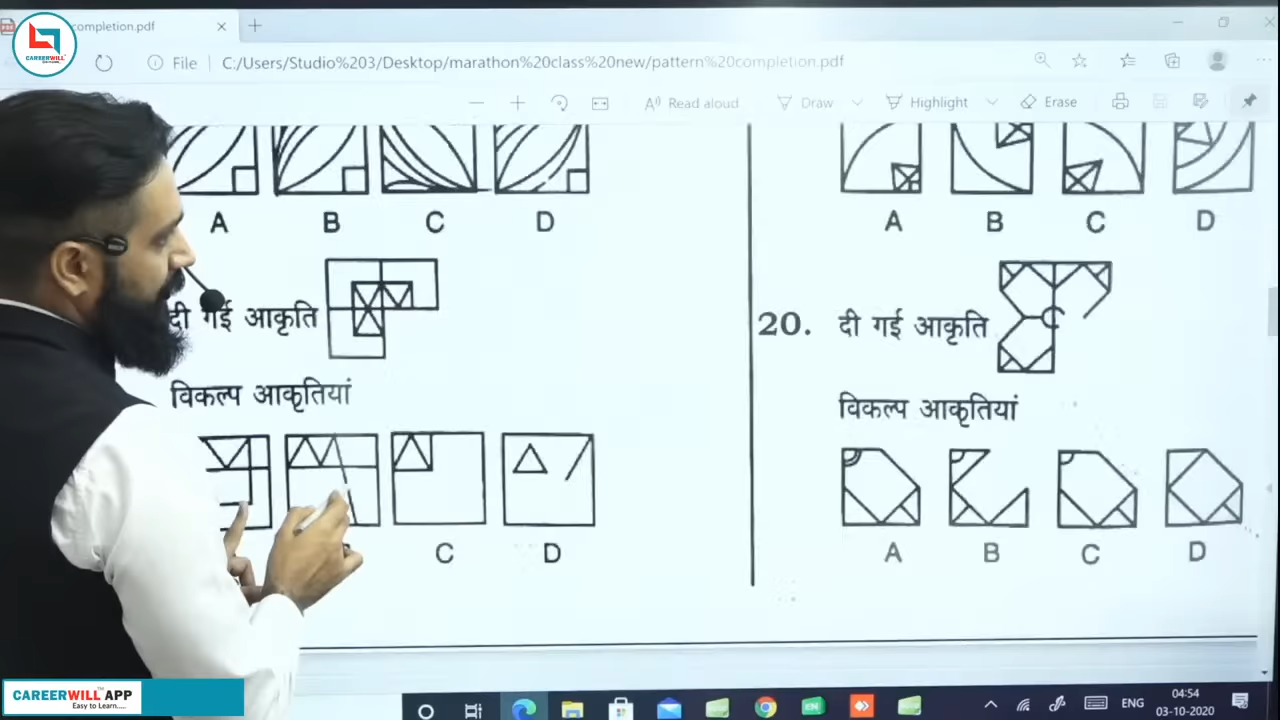 completion.pdf
CAREERWILL
File
C:/Users/Studio%203/Desktop/marathon%20class%20new/pattern%20completion.pdf
Read aloud
Draw
Highlight
Erase
A B C D
A B C D
दी गई आकृति
विकल्प आकृतियां
C D
20. दी गई आकृति
विकल्प आकृतियां
A B C D
CAREERWILL APP
Easy to Learn.....
ENG
04:54
03-10-2020